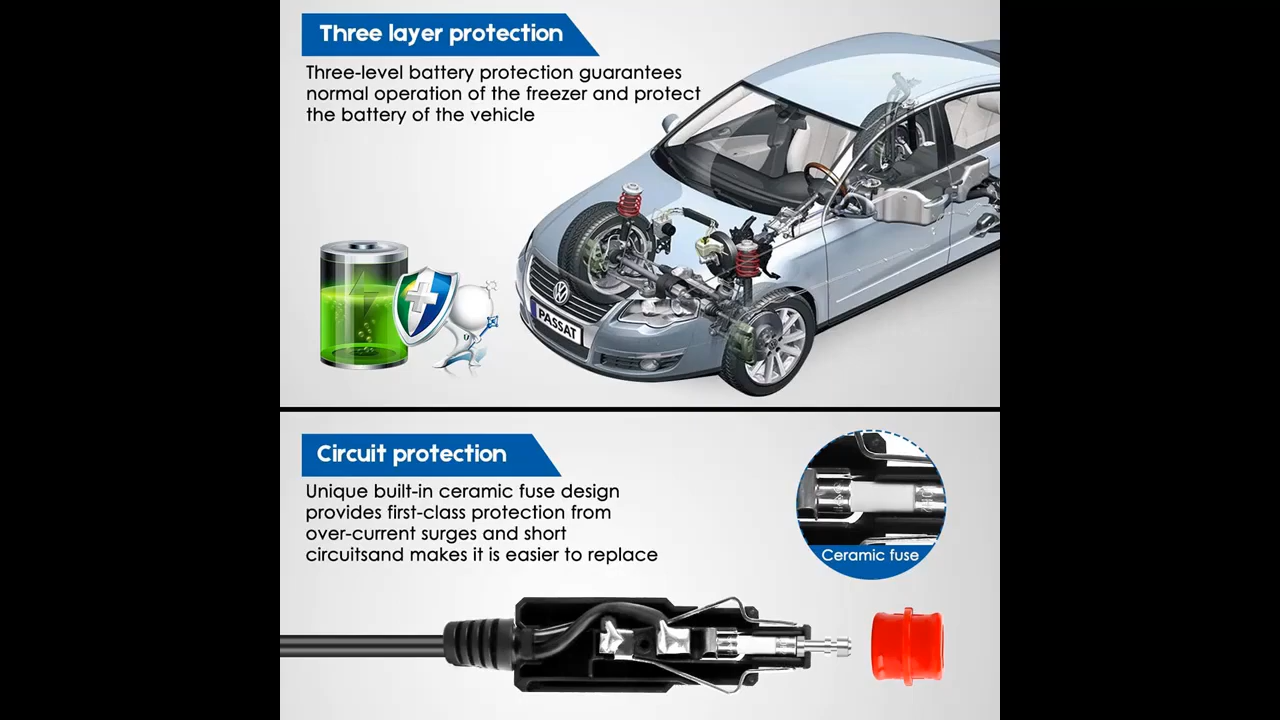 Three layer protection
Three-level battery protection guarantees
normal operation of the freezer and protect
the battery of the vehicle
PASSAT
Circuit protection
Unique built-in ceramic fuse design
provides first-class protection from
over-current surges and short
circuitsand makes it is easier to replace
Ceramic fuse